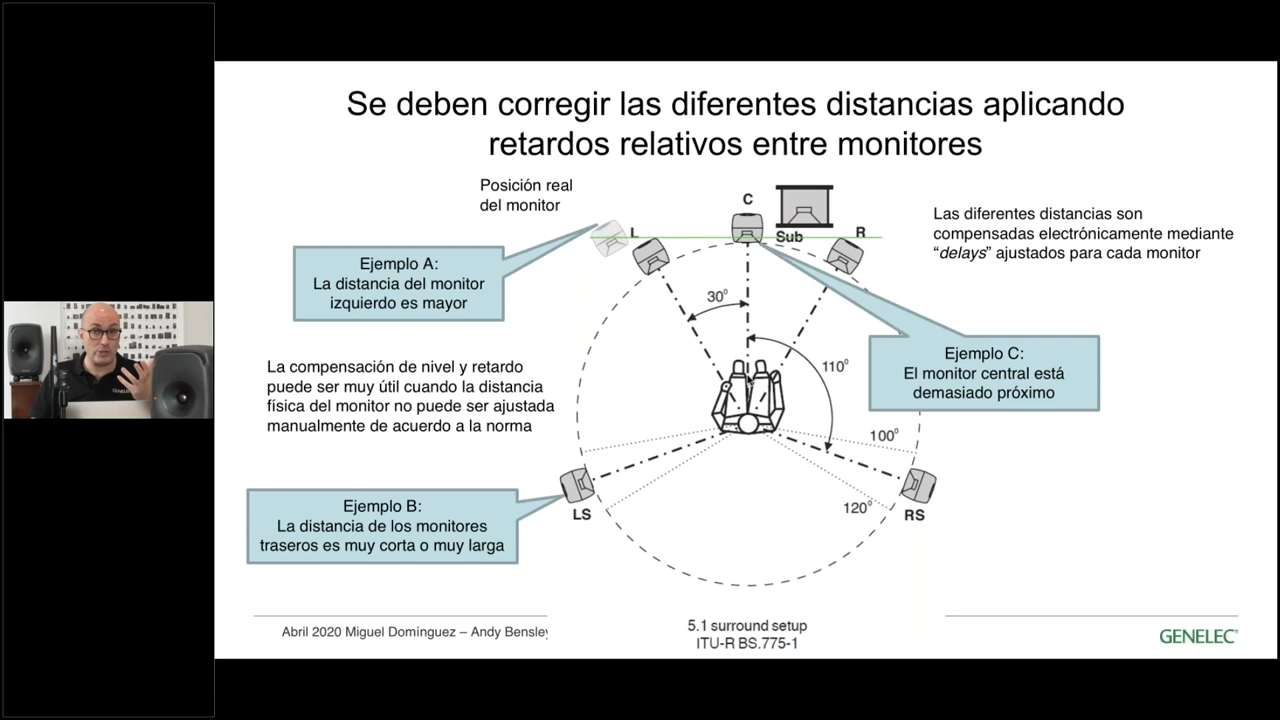 Se deben corregir las diferentes distancias aplicando
retardos relativos entre monitores
Posición real
del monitor
C
L
Sub
R
Las diferentes distancias son
compensadas electrónicamente mediante
“delays” ajustados para cada monitor
Ejemplo A:
La distancia del monitor
izquierdo es mayor
30º
110º
Ejemplo C:
El monitor central está
demasiado próximo
La compensación de nivel y retardo
puede ser muy útil cuando la distancia
física del monitor no puede ser ajustada
manualmente de acuerdo a la norma
100º
120º
Ejemplo B:
La distancia de los monitores
traseros es muy corta o muy larga
LS
RS
5.1 surround setup
ITU-R BS.775-1
Abril 2020 Miguel Domínguez – Andy Bensley
GENELEC
GENELEC